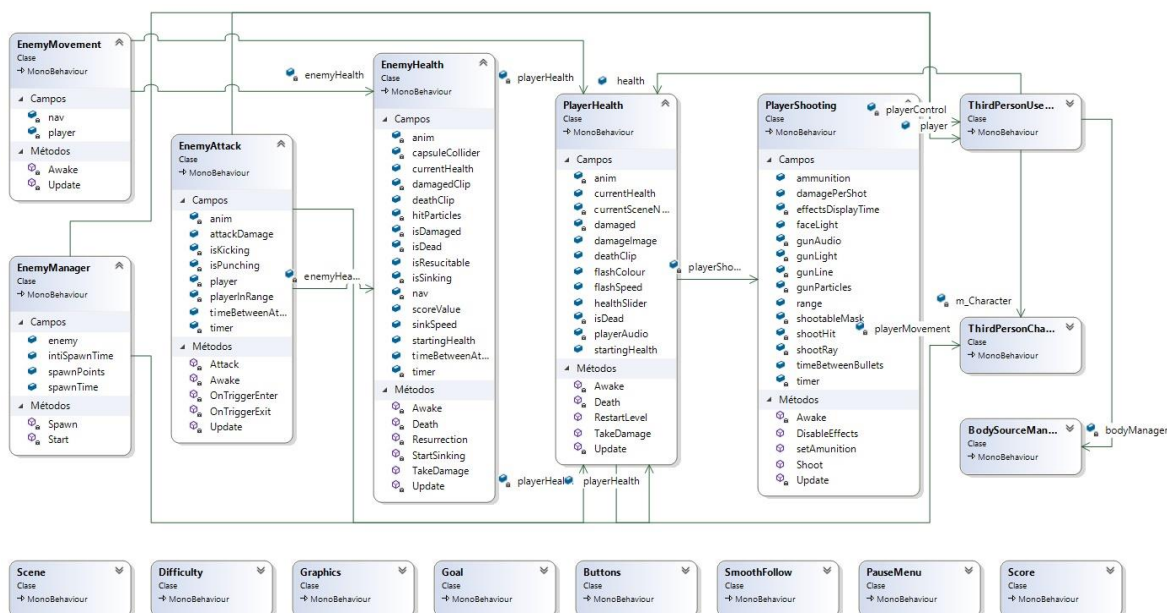 EnemyMovement
Clase
MonoBehaviour
Campos
nav
player
Métodos
Awake
Update
EnemyManager
Clase
MonoBehaviour
Campos
enemy
intiSpawnTime
spawnPoints
spawnTime
Métodos
Spawn
Start
EnemyAttack
Clase
MonoBehaviour
Campos
anim
attackDamage
isKicking
isPunching
player
playerInRange
timeBetweenAt...
timer
Métodos
Attack
Awake
OnTriggerEnter
OnTriggerExit
Update
enemyHealth
enemyHea...
EnemyHealth
Clase
MonoBehaviour
Campos
anim
capsuleCollider
currentHealth
damagedClip
deathClip
hitParticles
isDamaged
isDead
isResucitable
isSinking
nav
scoreValue
sinkSpeed
startingHealth
timeBetweenAt...
timer
Métodos
Awake
Death
Resurrection
StartSinking
TakeDamage
Update
playerHealth
health
playerHealth
playerHealth
PlayerHealth
Clase
MonoBehaviour
Campos
anim
currentHealth
currentSceneN...
damaged
damageImage
deathClip
flashColour
flashSpeed
healthSlider
isDead
playerAudio
startingHealth
Métodos
Awake
Death
RestartLevel
TakeDamage
Update
playerSho...
PlayerShooting
Clase
MonoBehaviour
Campos
ammunition
damagePerShot
effectsDisplayTime
faceLight
gunAudio
gunLight
gunLine
gunParticles
range
shootableMask
shootHit
shootRay
timeBetweenBullets
timer
Métodos
Awake
DisableEffects
setAmunition
Shoot
Update
playerControl
player
playerMovement
ThirdPersonUse...
Clase
MonoBehaviour
m_Character
ThirdPersonCha...
Clase
MonoBehaviour
BodySourceMan...
Clase
MonoBehaviour
bodyManager
Scene
Clase
MonoBehaviour
Difficulty
Clase
MonoBehaviour
Graphics
Clase
MonoBehaviour
Goal
Clase
MonoBehaviour
Buttons
Clase
MonoBehaviour
SmoothFollow
Clase
MonoBehaviour
PauseMenu
Clase
MonoBehaviour
Score
Clase
MonoBehaviour